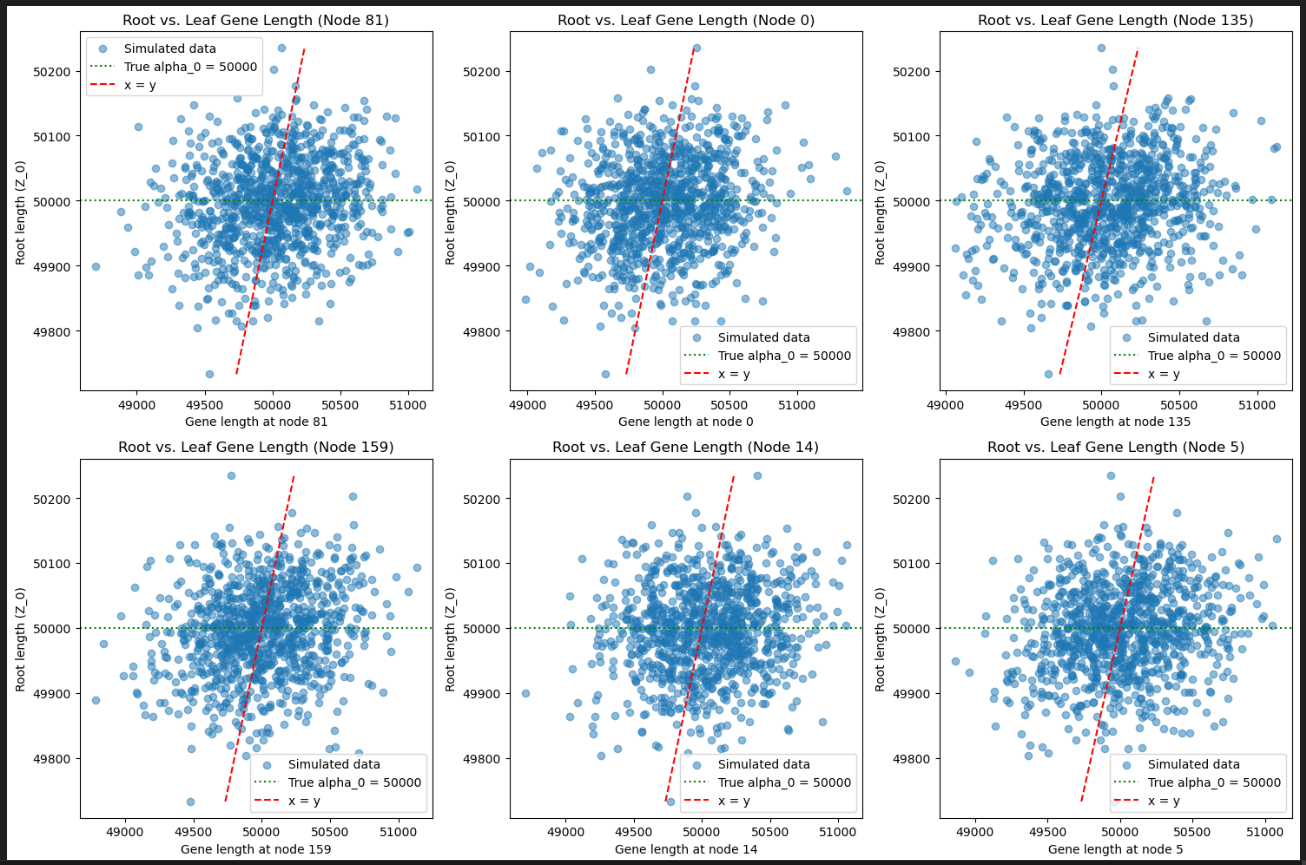 Root vs. Leaf Gene Length (Node 81)
Root length (Z_0)
50200
50100
50000
49900
49800
Simulated data
True alpha_0 = 50000
x = y
49000 49500 50000 50500 51000
Gene length at node 81
Root vs. Leaf Gene Length (Node 0)
Root length (Z_0)
50200
50100
50000
49900
49800
Simulated data
True alpha_0 = 50000
x = y
49000 49500 50000 50500 51000
Gene length at node 0
Root vs. Leaf Gene Length (Node 135)
Root length (Z_0)
50200
50100
50000
49900
49800
Simulated data
True alpha_0 = 50000
x = y
49000 49500 50000 50500 51000
Gene length at node 135
Root vs. Leaf Gene Length (Node 159)
Root length (Z_0)
50200
50100
50000
49900
49800
Simulated data
True alpha_0 = 50000
x = y
49000 49500 50000 50500 51000
Gene length at node 159
Root vs. Leaf Gene Length (Node 14)
Root length (Z_0)
50200
50100
50000
49900
49800
Simulated data
True alpha_0 = 50000
x = y
49000 49500 50000 50500 51000
Gene length at node 14
Root vs. Leaf Gene Length (Node 5)
Root length (Z_0)
50200
50100
50000
49900
49800
Simulated data
True alpha_0 = 50000
x = y
49000 49500 50000 50500 51000
Gene length at node 5